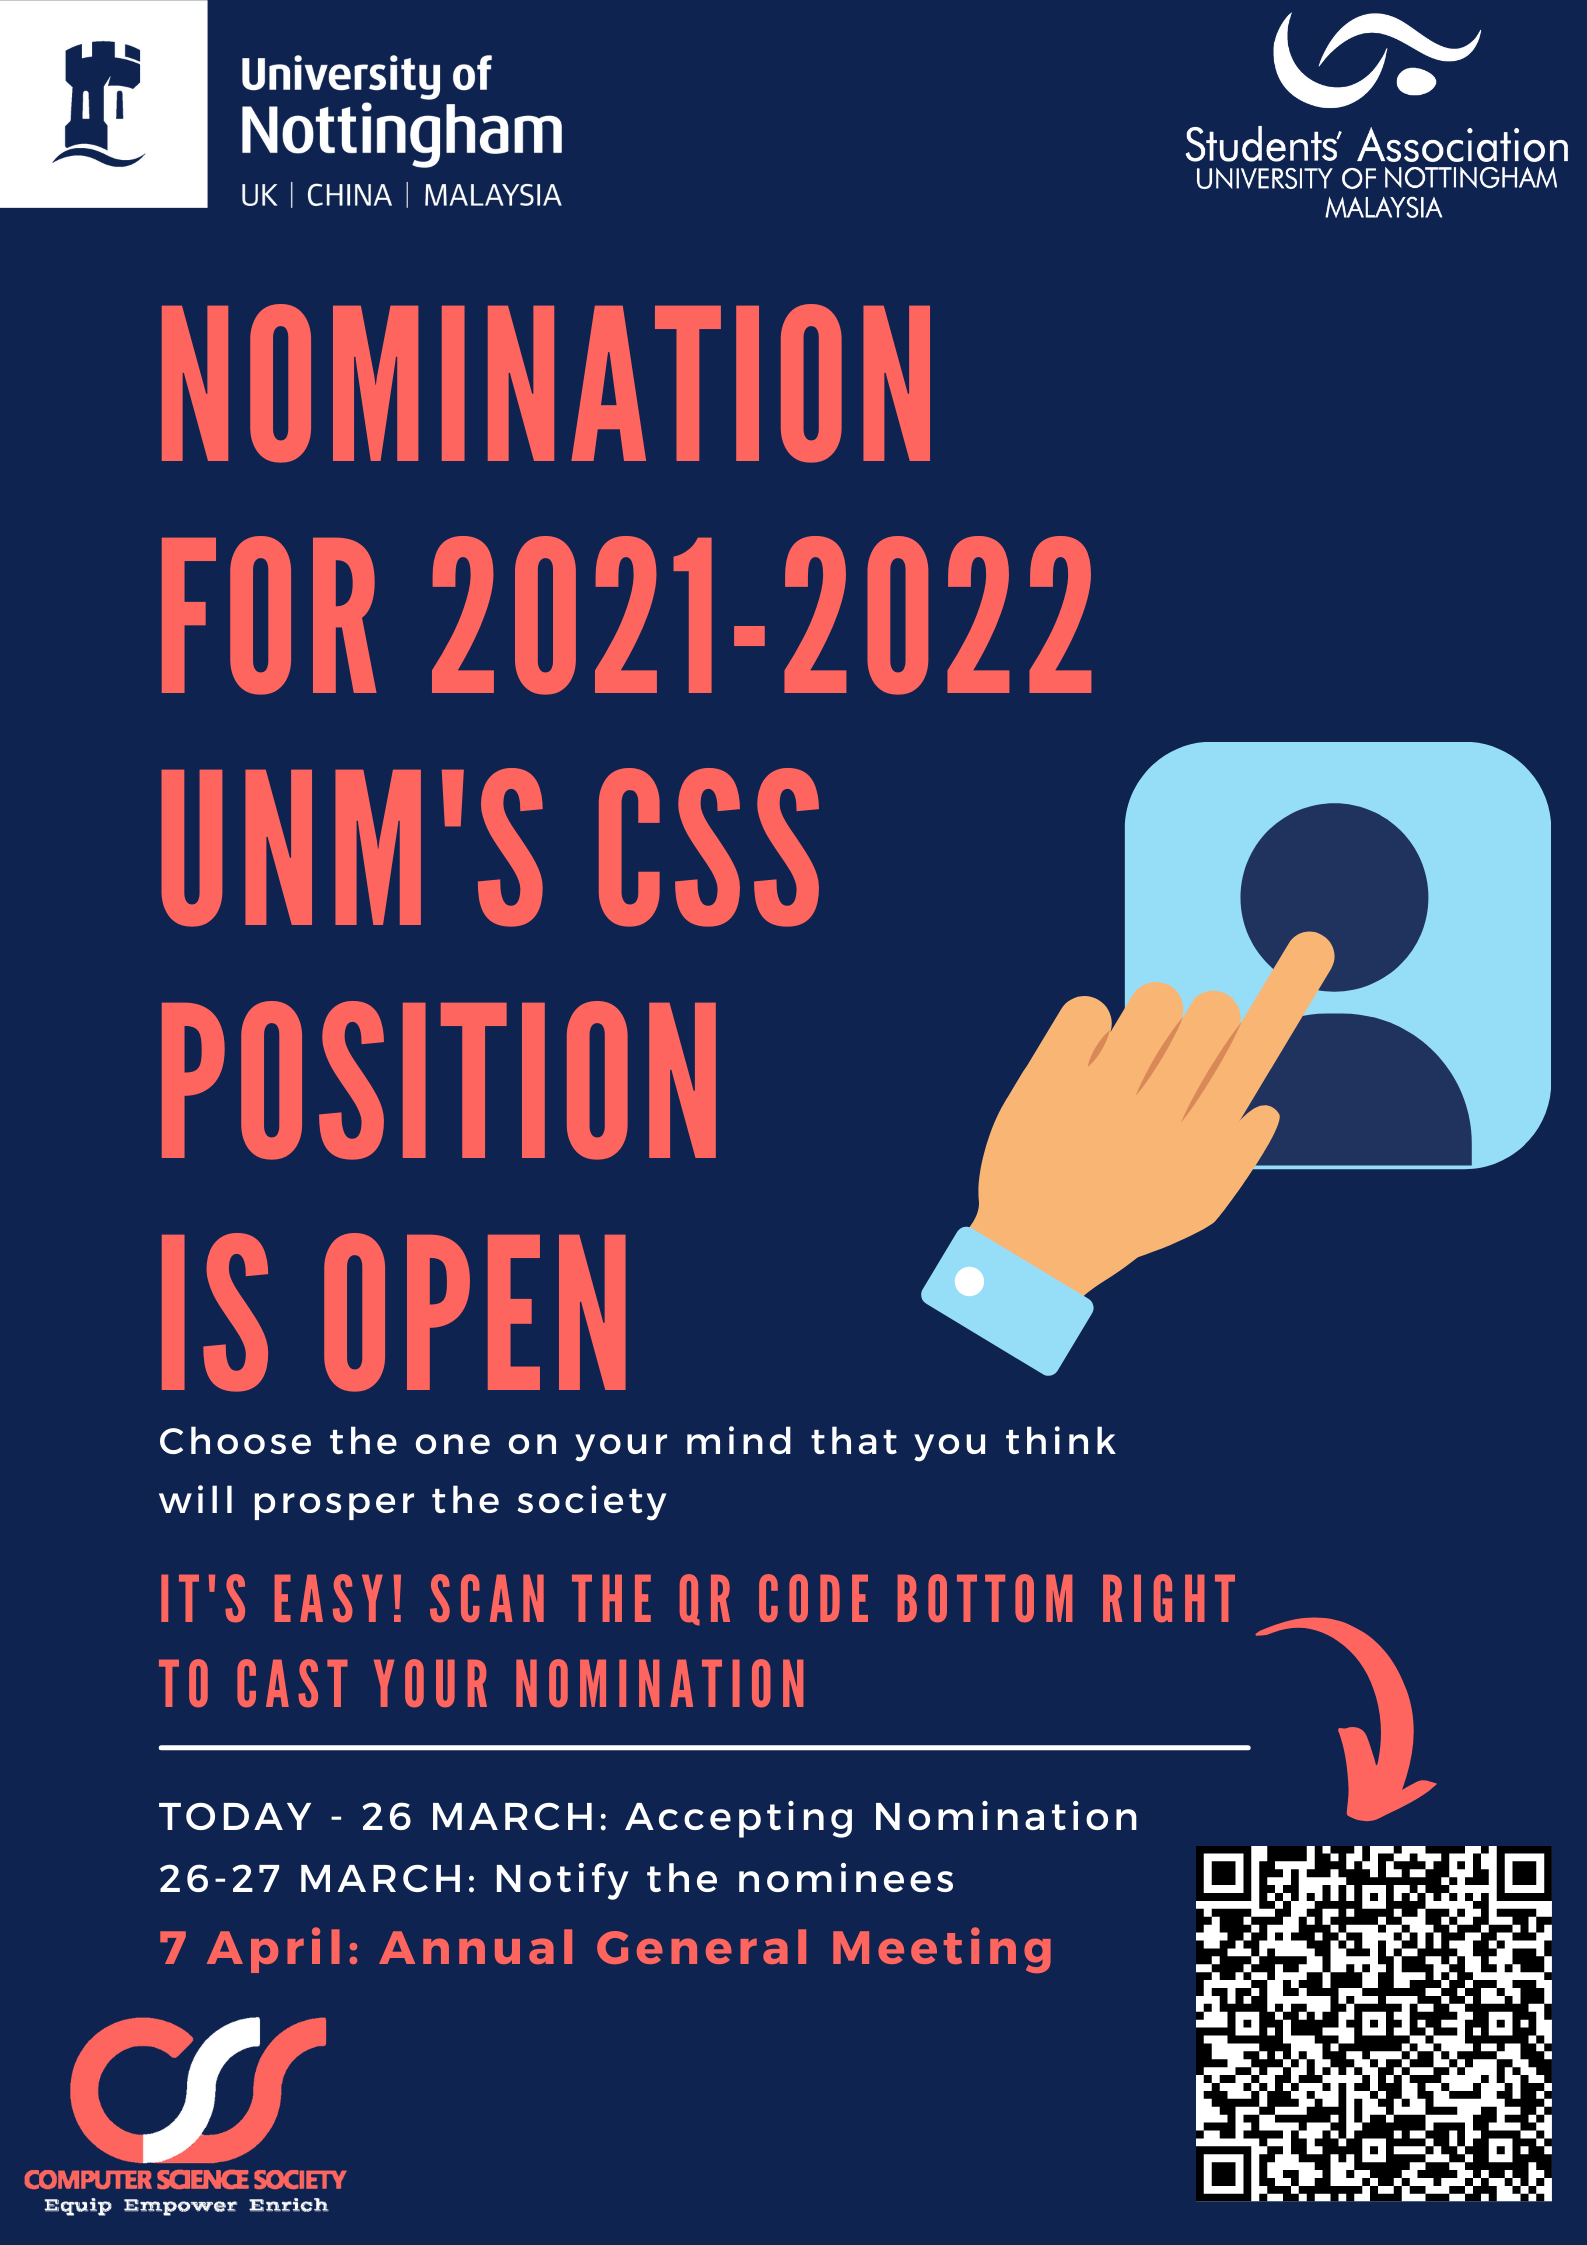 University of
Nottingham
UK | CHINA | MALAYSIA
Students' Association
UNIVERSITY OF NOTTINGHAM
MALAYSIA
NOMINATION
FOR 2021-2022
UNM'S CSS
POSITION
IS OPEN
Choose the one on your mind that you think
will prosper the society
IT'S EASY! SCAN THE QR CODE BOTTOM RIGHT
TO CAST YOUR NOMINATION
TODAY - 26 MARCH: Accepting Nomination
26-27 MARCH: Notify the nominees
7 April: Annual General Meeting
CSS
COMPUTER SCIENCE SOCIETY
Equip Empower Enrich